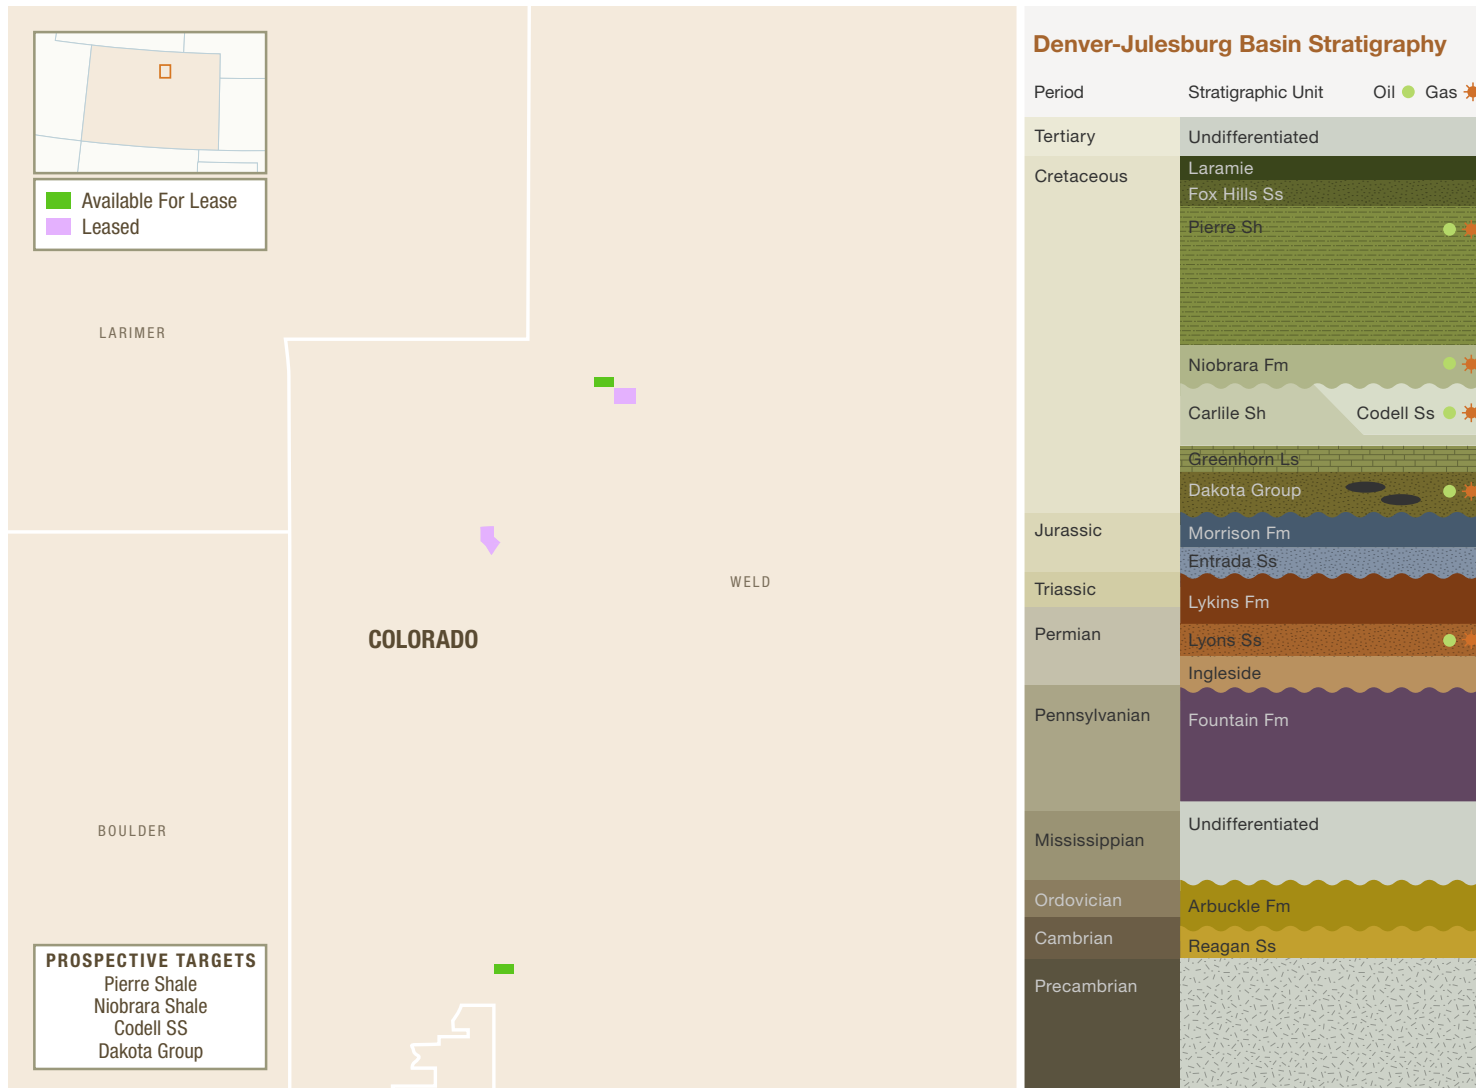 Available For Lease
Leased
LARIMER
WELD
COLORADO
BOULDER
PROSPECTIVE TARGETS
Pierre Shale
Niobrara Shale
Codell SS
Dakota Group
Denver-Julesburg Basin Stratigraphy
Period Stratigraphic Unit Oil Gas
Tertiary Undifferentiated
Cretaceous Laramie
Fox Hills Ss
Pierre Sh
Niobrara Fm
Carlile Sh Codell Ss
Greenhorn Ls
Dakota Group
Jurassic Morrison Fm
Entrada Ss
Triassic
Lykins Fm
Permian Lyons Ss
Ingleside
Pennsylvanian Fountain Fm
Undifferentiated
Mississippian
Ordovician Arbuckle Fm
Cambrian Reagan Ss
Precambrian